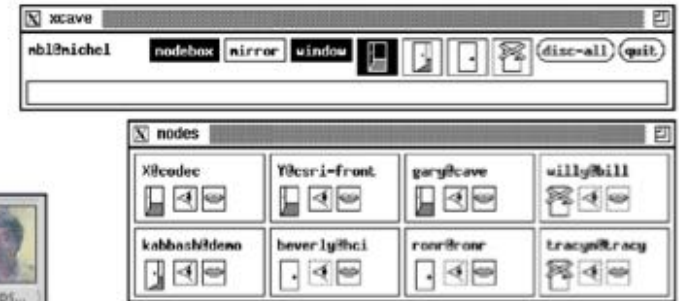 xcave
mbl@michel nodebox mirror window disc-all quit
nodes
X@codec Y@csri-front gary@cave willy@bill
kabbash@demo beverly@hci ronr@ronr tracyn@tracy